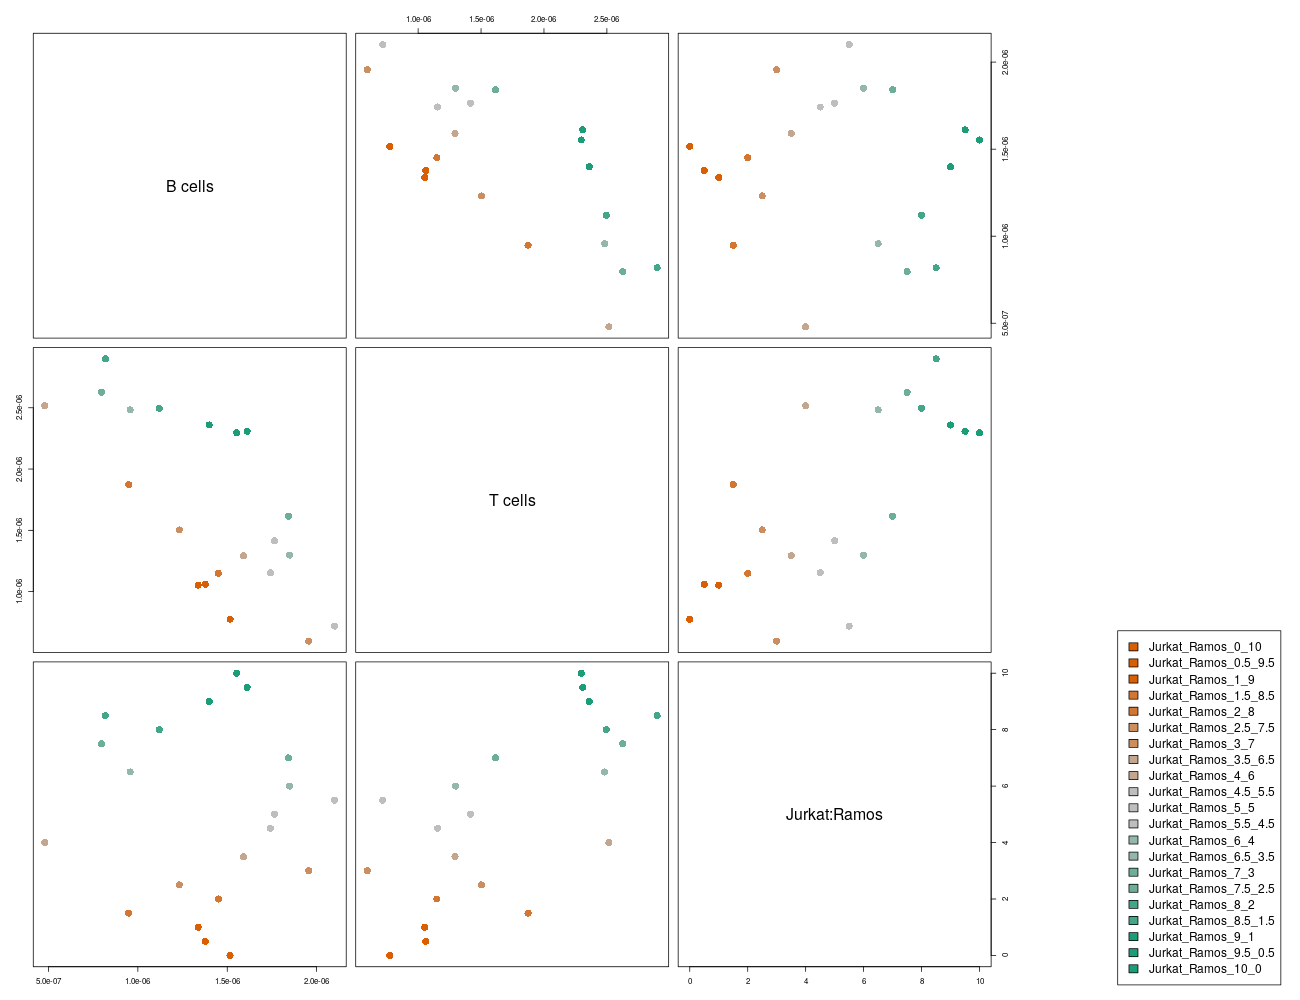 1.0e-06 1.5e-06 2.0e-06 2.5e-06
B cells
5.0e-07 1.0e-06 1.5e-06 2.0e-06
1.0e-06 1.5e-06 2.0e-06 2.5e-06
T cells
Jurkat:Ramos
0 2 4 6 8 10
5.0e-07 1.0e-06 1.5e-06 2.0e-06
0 2 4 6 8 10
Jurkat_Ramos_0_10
Jurkat_Ramos_0.5_9.5
Jurkat_Ramos_1_9
Jurkat_Ramos_1.5_8.5
Jurkat_Ramos_2_8
Jurkat_Ramos_2.5_7.5
Jurkat_Ramos_3_7
Jurkat_Ramos_3.5_6.5
Jurkat_Ramos_4_6
Jurkat_Ramos_4.5_5.5
Jurkat_Ramos_5_5
Jurkat_Ramos_5.5_4.5
Jurkat_Ramos_6_4
Jurkat_Ramos_6.5_3.5
Jurkat_Ramos_7_3
Jurkat_Ramos_7.5_2.5
Jurkat_Ramos_8_2
Jurkat_Ramos_8.5_1.5
Jurkat_Ramos_9_1
Jurkat_Ramos_9.5_0.5
Jurkat_Ramos_10_0